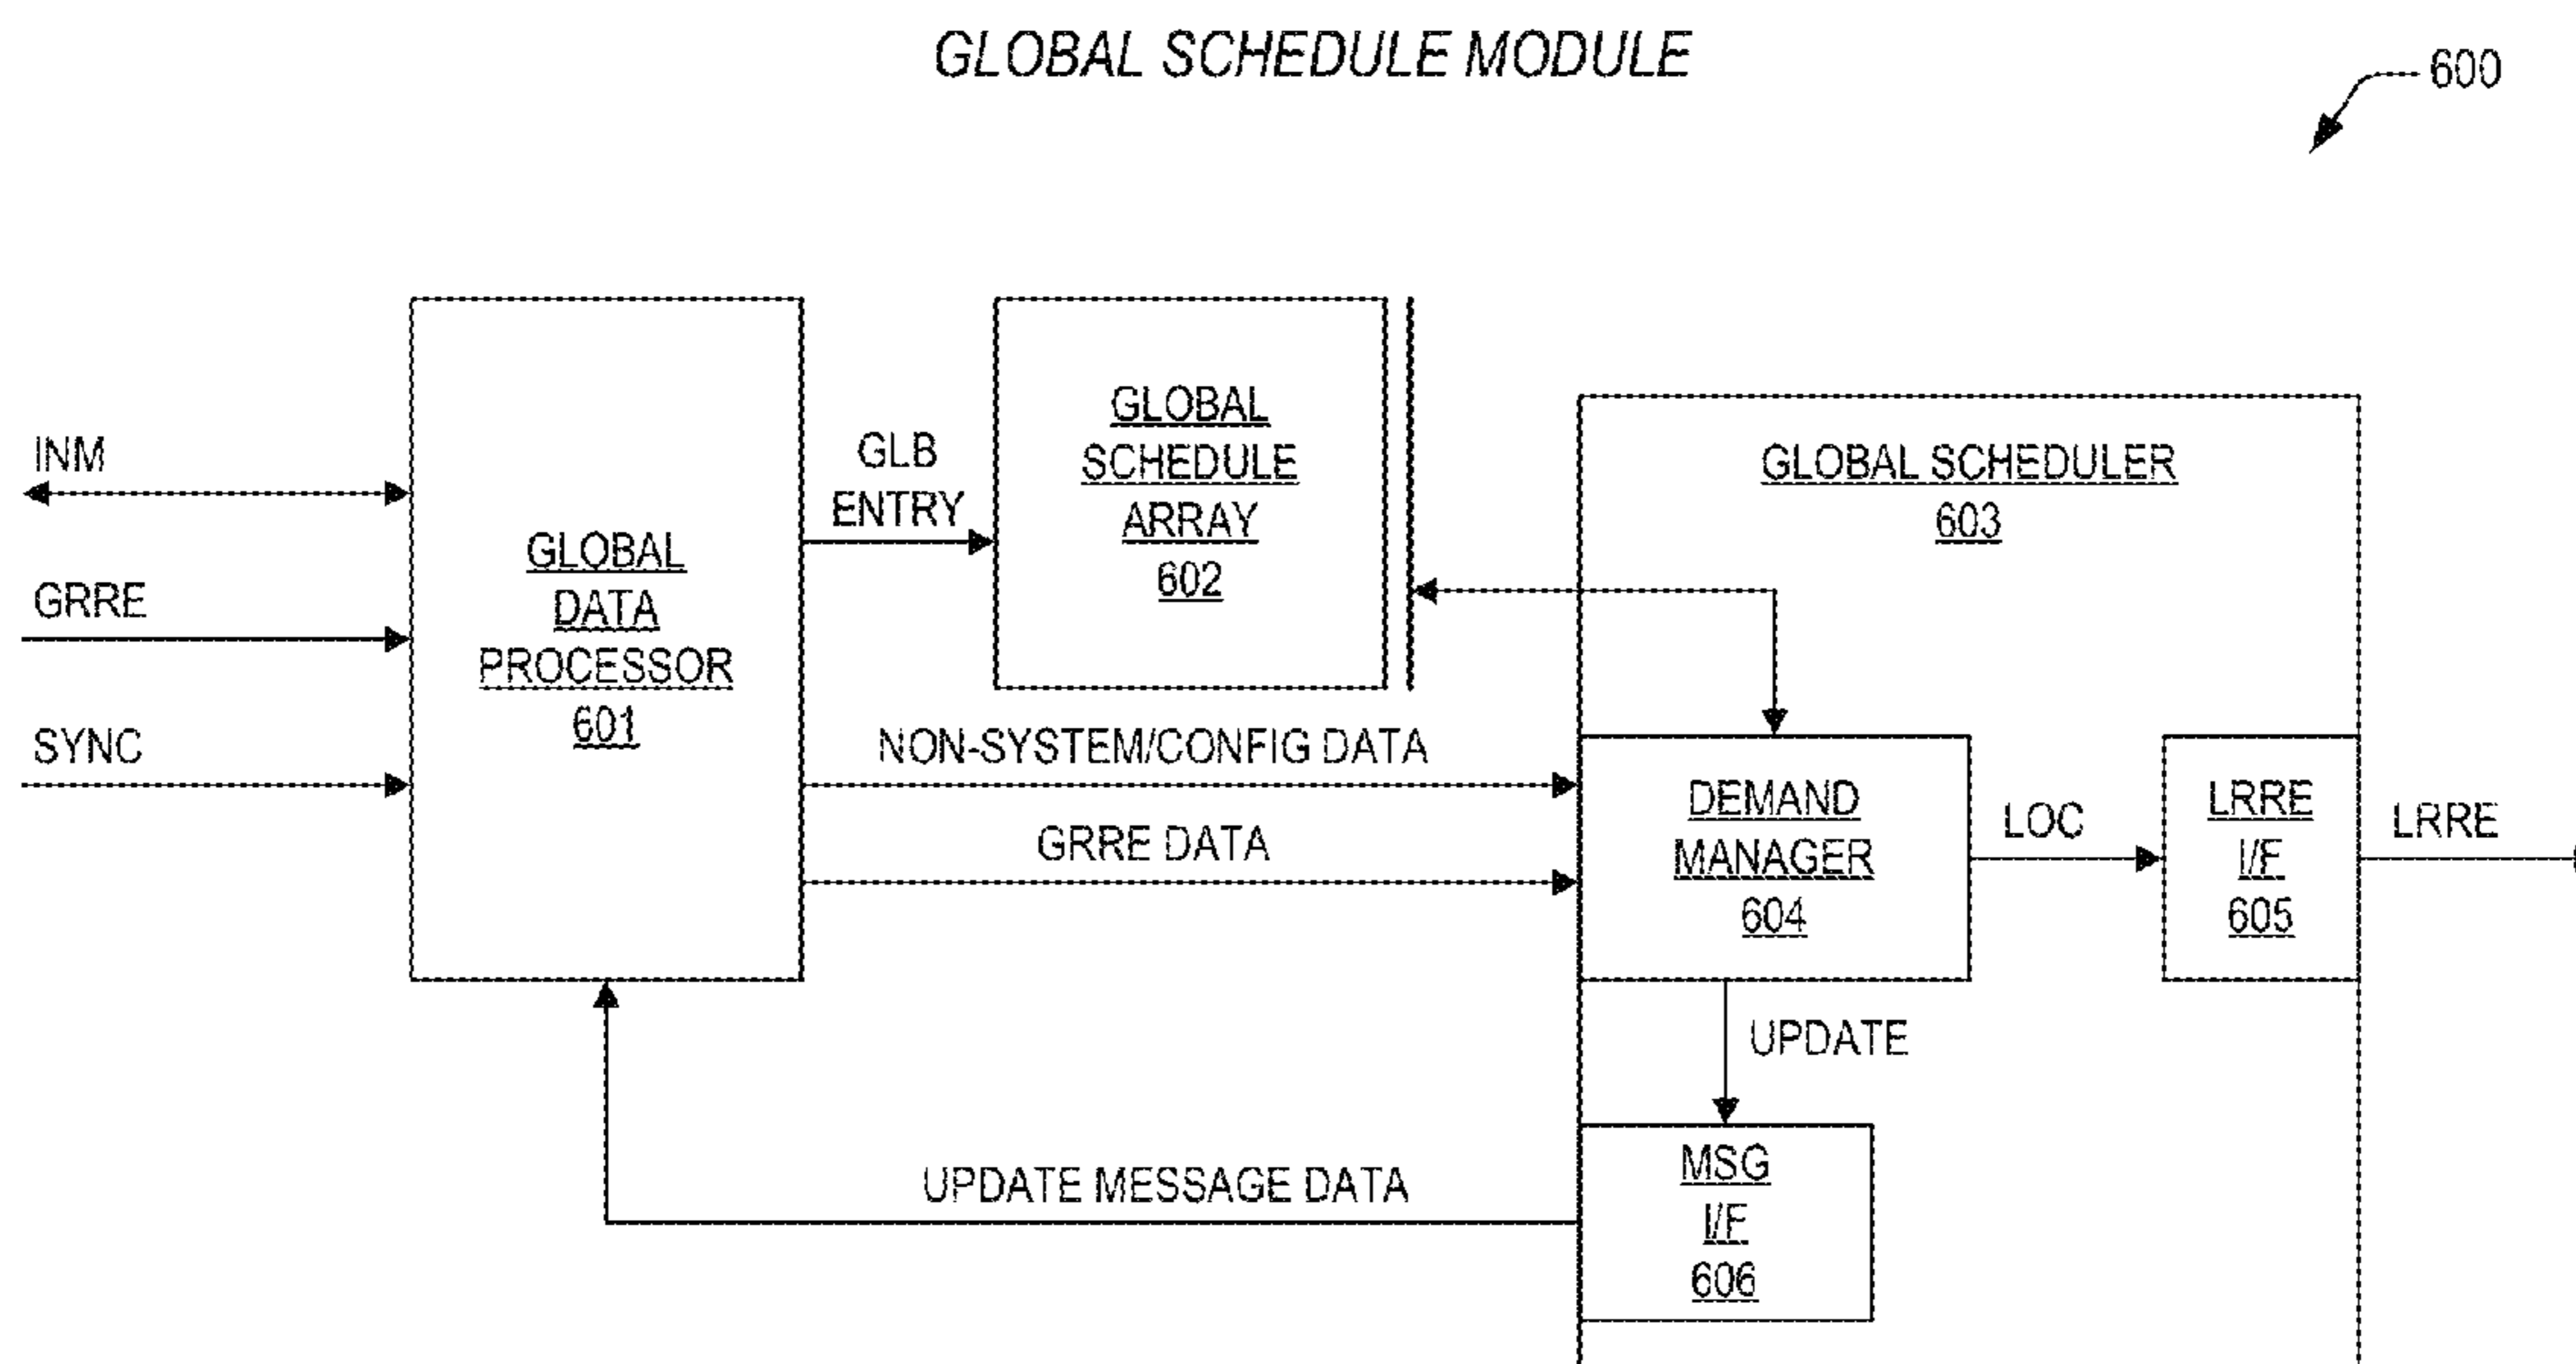 GLOBAL SCHEDULE MODULE
600
INM
GRRE
SYNC
GLOBAL
DATA
PROCESSOR
601
GLB
ENTRY
GLOBAL
SCHEDULE
ARRAY
602
GLOBAL SCHEDULER
603
NON-SYSTEM/CONFIG DATA
GRRE DATA
DEMAND
MANAGER
604
LOC
LRRE
I/F
605
LRRE
UPDATE
UPDATE MESSAGE DATA
MSG
I/F
606